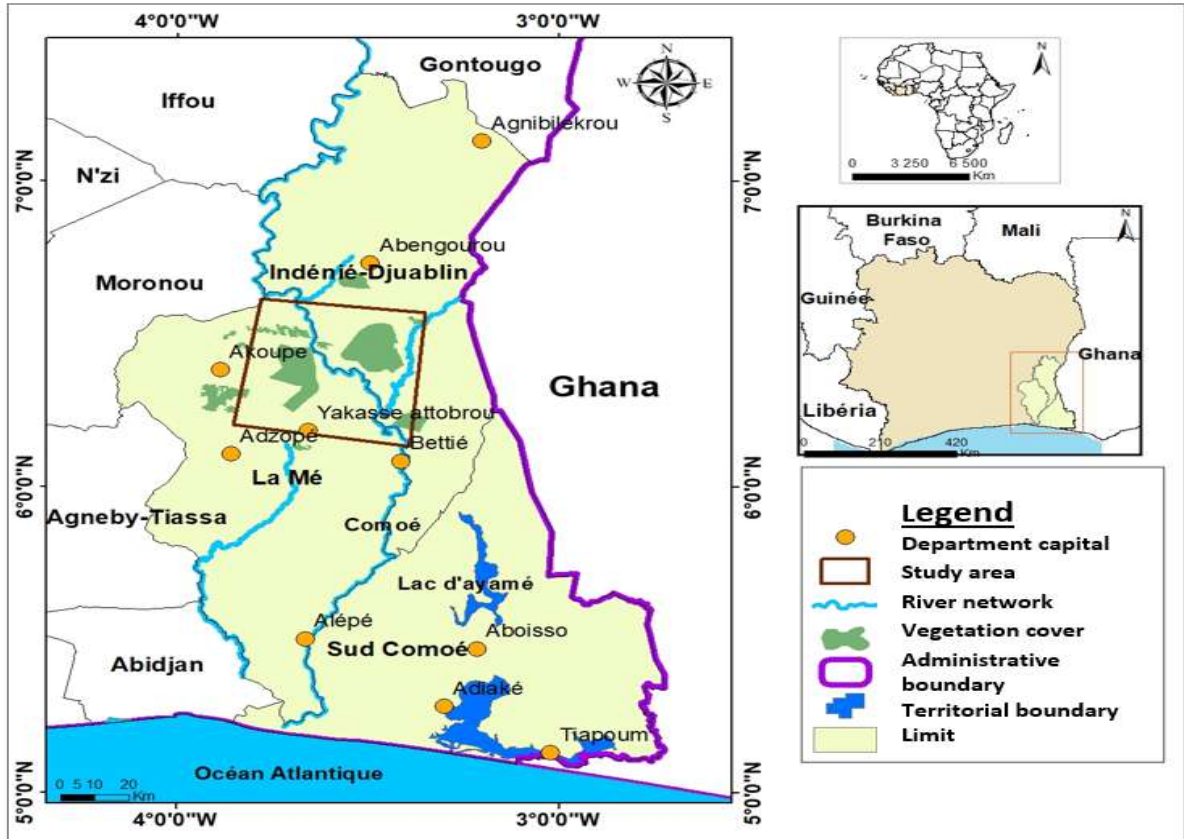 4°0'0"W
3°0'0"W
Gontougo
N
W
E
S
Iffou
Agnibilekrou
7°0'0"N
7°0'0"N
N'zi
Abengourou
Indénié-Djuablin
Moronou
Akoupe
Ghana
Yakasse attobrou
Adzopé
Bettié
La Mé
6°0'0"N
6°0'0"N
Agneby-Tiassa
Comoé
Lac d'ayamé
Alépé
Aboisso
Sud Comoé
Abidjan
Adiaké
Tiapoum
Océan Atlantique
0 5 10 20
Km
5°0'0"N
5°0'0"N
4°0'0"W
3°0'0"W
N
0 3 250 6 500
Km
N
Burkina
Faso
Mali
Guinée
Ghana
Libéria
0 210 420
Km
Legend
Department capital
Study area
River network
Vegetation cover
Administrative
boundary
Territorial boundary
Limit